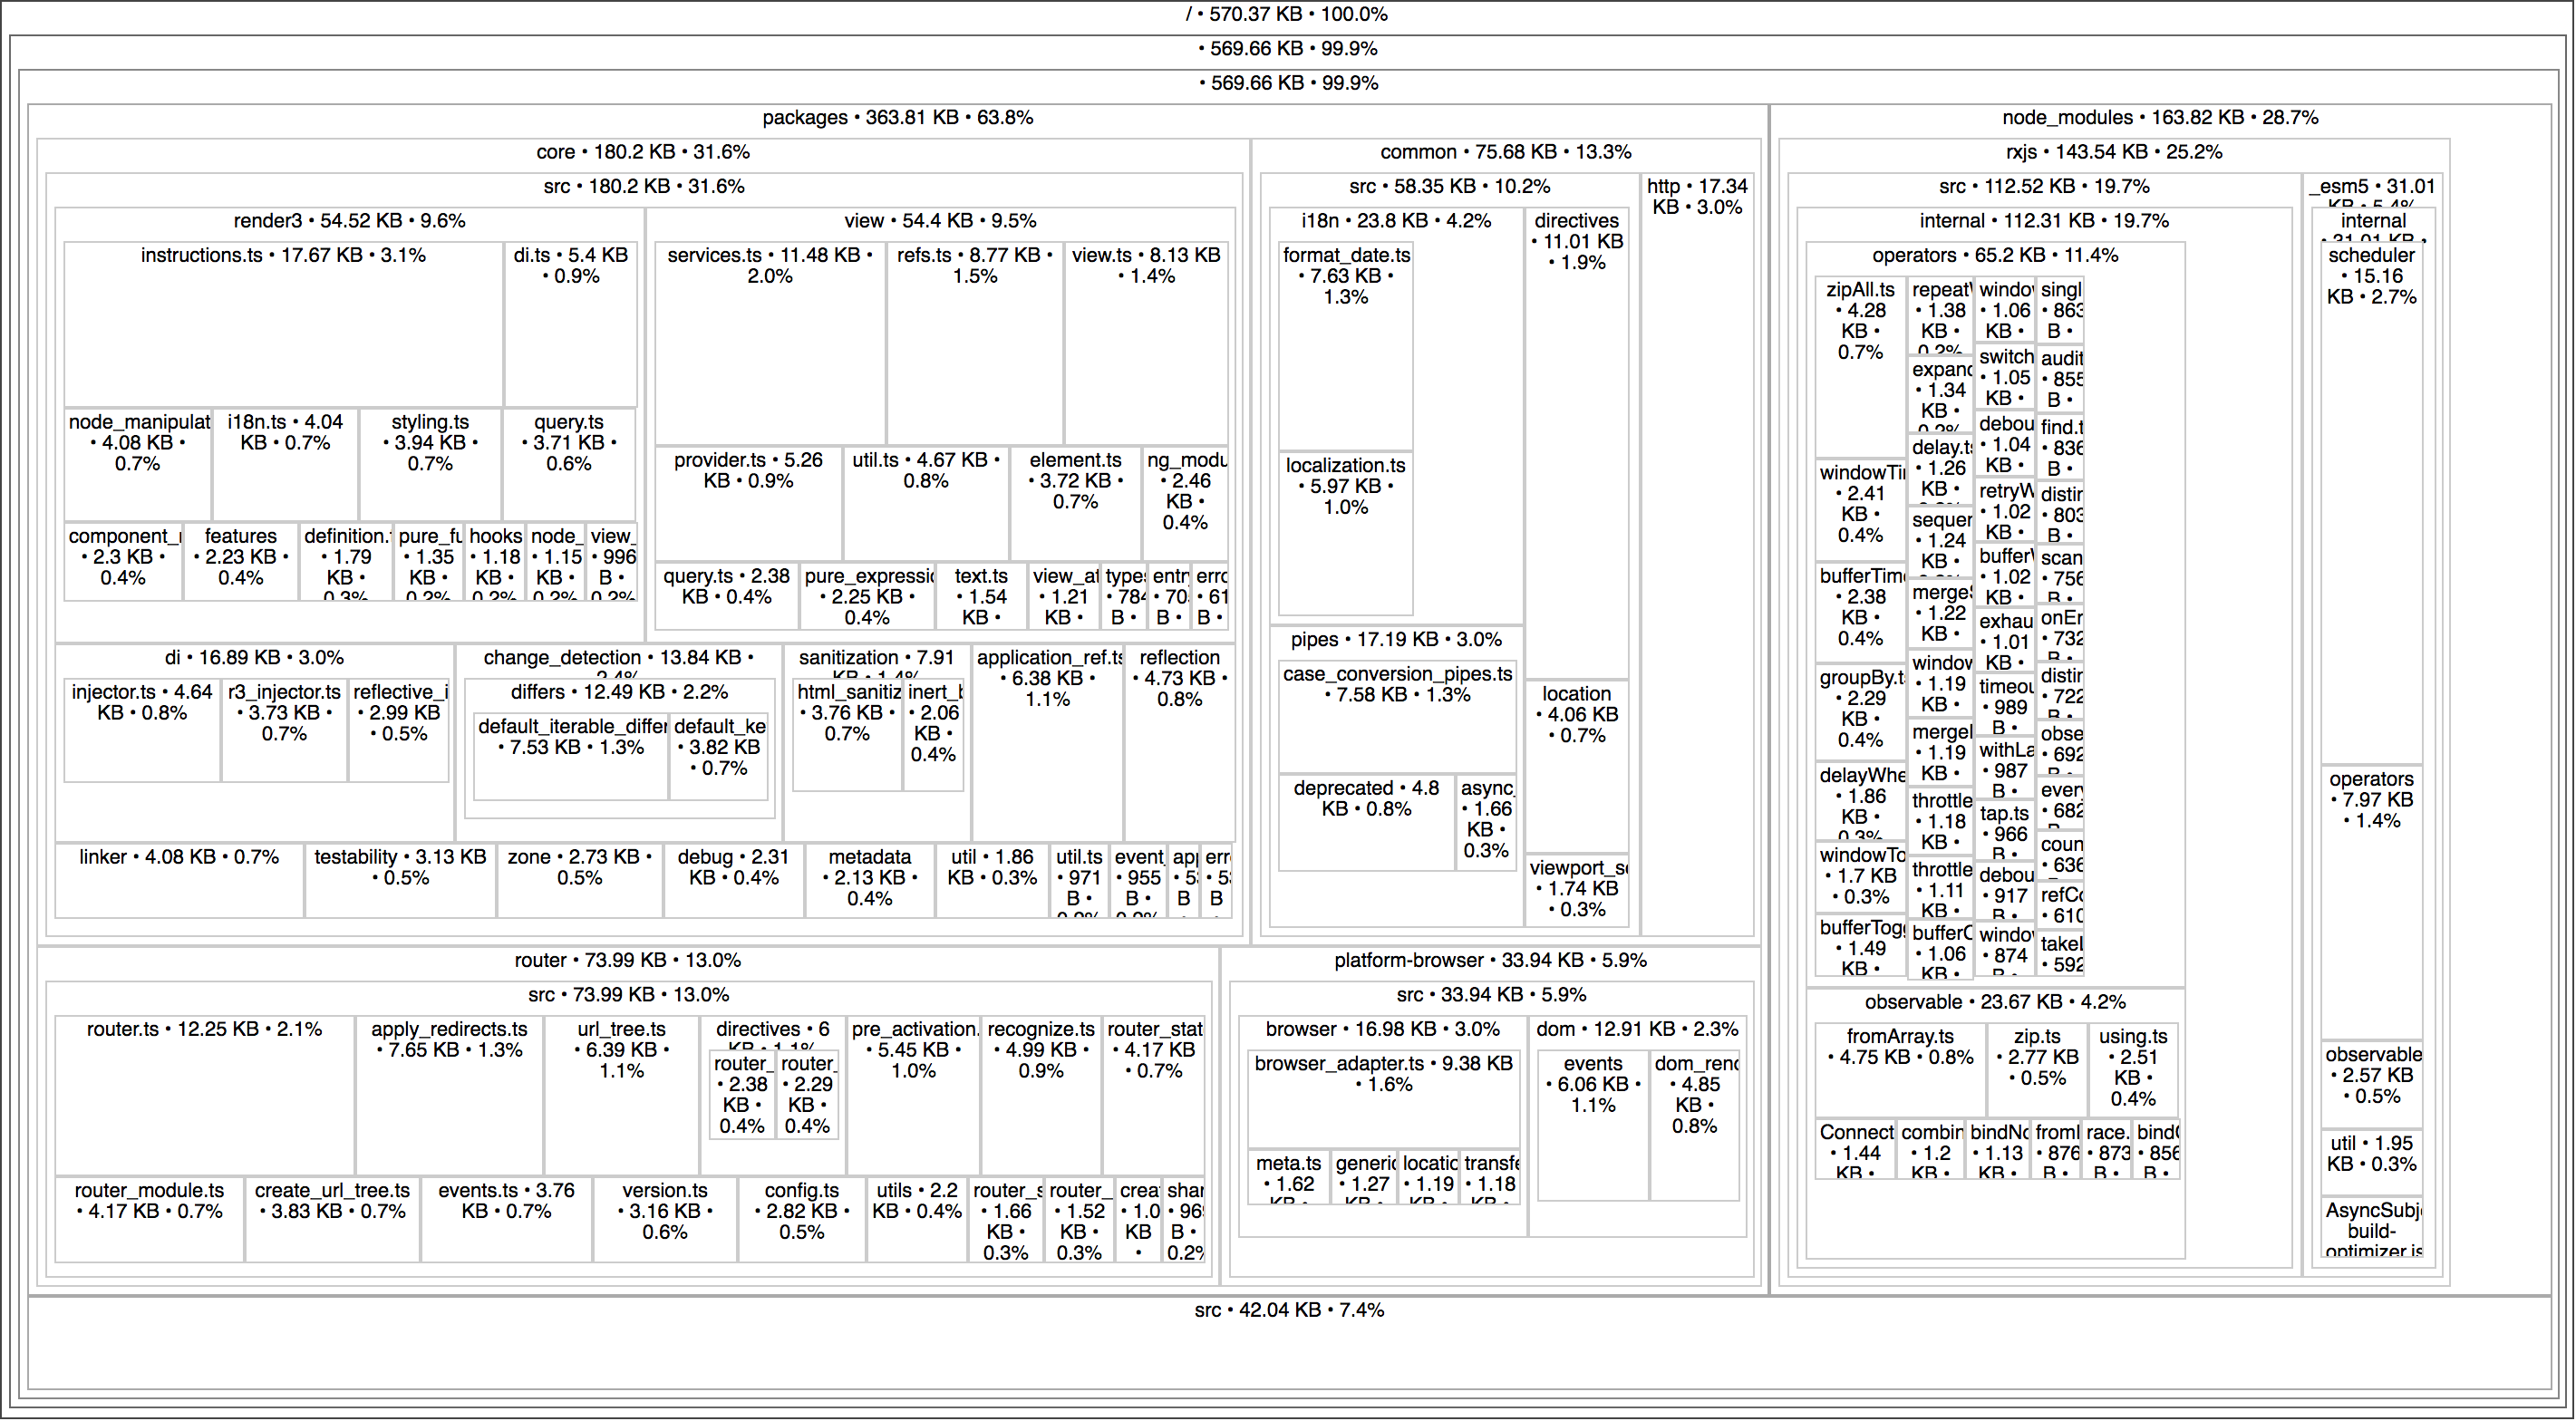 / • 570.37 KB • 100.0%
• 569.66 KB • 99.9%
• 569.66 KB • 99.9%
packages • 363.81 KB • 63.8%
core • 180.2 KB • 31.6%
src • 180.2 KB • 31.6%
render3 • 54.52 KB • 9.6%
instructions.ts • 17.67 KB • 3.1%
di.ts • 5.4 KB
• 0.9%
node_manipulat
• 4.08 KB •
0.7%
i18n.ts • 4.04
KB • 0.7%
styling.ts
• 3.94 KB •
0.7%
query.ts
• 3.71 KB •
0.6%
component_
• 2.3 KB •
0.4%
features
• 2.23 KB •
0.4%
definition.
• 1.79
KB •
0.3%
pure_fu
• 1.35
KB •
0.2%
hooks
• 1.18
KB •
0.2%
node_
• 1.15
KB •
0.2%
view_
• 996
B •
0.2%
view • 54.4 KB • 9.5%
services.ts • 11.48 KB •
2.0%
refs.ts • 8.77 KB •
1.5%
view.ts • 8.13 KB
• 1.4%
provider.ts • 5.26
KB • 0.9%
util.ts • 4.67 KB •
0.8%
element.ts
• 3.72 KB •
0.7%
ng_modu
• 2.46
KB •
0.4%
query.ts • 2.38
KB • 0.4%
pure_expressic
• 2.25 KB •
0.4%
text.ts
• 1.54
KB •
view_at
• 1.21
KB •
types
• 784
B •
entr
• 70
B •
erro
• 61
B •
di • 16.89 KB • 3.0%
injector.ts • 4.64
KB • 0.8%
r3_injector.ts
• 3.73 KB •
0.7%
reflective_i
• 2.99 KB
• 0.5%
change_detection • 13.84 KB •
2.4%
differs • 12.49 KB • 2.2%
default_iterable_differ
• 7.53 KB • 1.3%
default_ke
• 3.82 KB
• 0.7%
sanitization • 7.91
KB • 1.4%
html_sanitiz
• 3.76 KB •
0.7%
inert_b
• 2.06
KB •
0.4%
application_ref.ts
• 6.38 KB •
1.1%
reflection
• 4.73 KB •
0.8%
linker • 4.08 KB • 0.7%
testability • 3.13 KB
• 0.5%
zone • 2.73 KB •
0.5%
debug • 2.31
KB • 0.4%
metadata
• 2.13 KB •
0.4%
util • 1.86
KB • 0.3%
util.ts
• 971
B •
0.2%
event_
• 955
B •
0.2%
app
• 5
B
err
• 5
B
common • 75.68 KB • 13.3%
src • 58.35 KB • 10.2%
i18n • 23.8 KB • 4.2%
format_date.ts
• 7.63 KB •
1.3%
localization.ts
• 5.97 KB •
1.0%
pipes • 17.19 KB • 3.0%
case_conversion_pipes.ts
• 7.58 KB • 1.3%
deprecated • 4.8
KB • 0.8%
async_
• 1.66
KB •
0.3%
directives
• 11.01 KB
• 1.9%
location
• 4.06 KB
• 0.7%
viewport_sc
• 1.74 KB
• 0.3%
http • 17.34
KB • 3.0%
router • 73.99 KB • 13.0%
src • 73.99 KB • 13.0%
router.ts • 12.25 KB • 2.1%
apply_redirects.ts
• 7.65 KB • 1.3%
url_tree.ts
• 6.39 KB •
1.1%
directives • 6
KB • 1.1%
router_
• 2.38
KB •
0.4%
router_
• 2.29
KB •
0.4%
pre_activation.
• 5.45 KB •
1.0%
recognize.ts
• 4.99 KB •
0.9%
router_stat
• 4.17 KB
• 0.7%
router_module.ts
• 4.17 KB • 0.7%
create_url_tree.ts
• 3.83 KB • 0.7%
events.ts • 3.76
KB • 0.7%
version.ts
• 3.16 KB •
0.6%
config.ts
• 2.82 KB •
0.5%
utils • 2.2
KB • 0.4%
router_s
• 1.66
KB •
0.3%
router_
• 1.52
KB •
0.3%
creat
• 1.0
KB
•
shar
• 96
B •
0.2%
platform-browser • 33.94 KB • 5.9%
src • 33.94 KB • 5.9%
browser • 16.98 KB • 3.0%
browser_adapter.ts • 9.38 KB
• 1.6%
meta.ts
• 1.62
KB •
generic
• 1.27
KB •
locatio
• 1.19
KB •
transfe
• 1.18
KB •
dom • 12.91 KB • 2.3%
events
• 6.06 KB •
1.1%
dom_rend
• 4.85
KB •
0.8%
node_modules • 163.82 KB • 28.7%
rxjs • 143.54 KB • 25.2%
src • 112.52 KB • 19.7%
internal • 112.31 KB • 19.7%
operators • 65.2 KB • 11.4%
zipAll.ts
• 4.28
KB •
0.7%
windowTi
• 2.41
KB •
0.4%
bufferTime
• 2.38
KB •
0.4%
groupBy.t
• 2.29
KB •
0.4%
delayWhe
• 1.86
KB •
0.3%
windowTo
• 1.7 KB
• 0.3%
bufferTogg
• 1.49
KB •
repeat
• 1.38
KB •
0.2%
expand
• 1.34
KB •
0.2%
delay.ts
• 1.26
KB •
sequen
• 1.24
KB •
mergeS
• 1.22
KB •
window
• 1.19
KB •
merge
• 1.19
KB •
throttle
• 1.18
KB •
throttle
• 1.11
KB •
bufferC
• 1.06
KB •
windo
• 1.06
KB •
switch
• 1.05
KB •
debou
• 1.04
KB •
retryW
• 1.02
KB •
buffer
• 1.02
KB •
exhau
• 1.01
KB •
timeou
• 989
B •
withLa
• 987
B •
tap.ts
• 966
B •
debou
• 917
B •
windo
• 874
B •
singl
• 863
B •
audit
• 855
B •
find.t
• 836
B •
distin
• 803
B •
scan
• 756
B •
onEr
• 732
B •
distin
• 722
B •
obse
• 692
B •
every
• 682
coun
• 636
refCo
• 610
takeL
• 592
observable • 23.67 KB • 4.2%
fromArray.ts
• 4.75 KB • 0.8%
zip.ts
• 2.77 KB
• 0.5%
using.ts
• 2.51
KB •
0.4%
Connect
• 1.44
KB •
combin
• 1.2
KB •
bindNo
• 1.13
KB •
fromI
• 876
B •
race.
• 873
B •
bindC
• 856
B •
_esm5 • 31.01
KB • 5.4%
internal
• 31.01 KB •
scheduler
• 15.16
KB • 2.7%
operators
• 7.97 KB
• 1.4%
observable
• 2.57 KB
• 0.5%
util • 1.95
KB • 0.3%
AsyncSubj
build-
optimizer.js
src • 42.04 KB • 7.4%